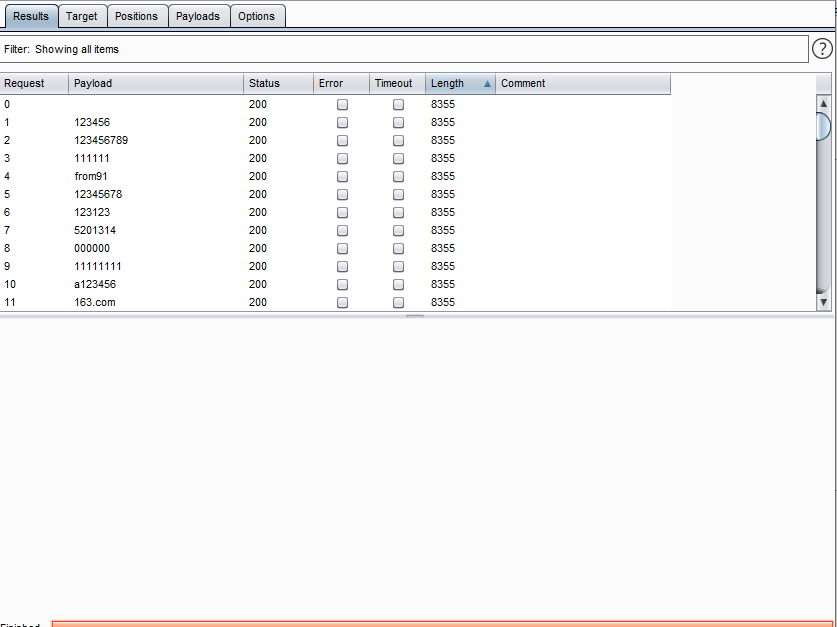 Results Target Positions Payloads Options
Filter: Showing all items ?
Request Payload Status Error Timeout Length Comment
0 200 8355
1 123456 200 8355
2 123456789 200 8355
3 111111 200 8355
4 from91 200 8355
5 12345678 200 8355
6 123123 200 8355
7 5201314 200 8355
8 000000 200 8355
9 11111111 200 8355
10 a123456 200 8355
11 163.com 200 8355
Finished